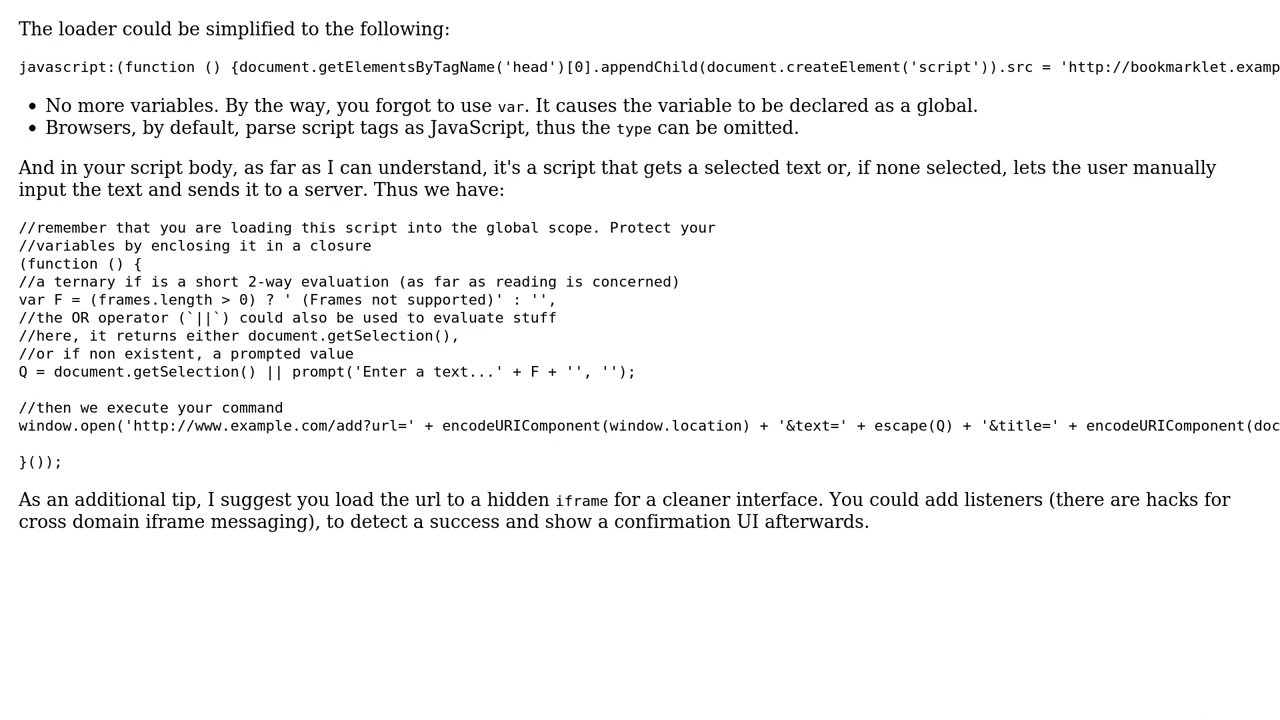 The loader could be simplified to the following:
javascript:(function () {document.getElementsByTagName('head')[0].appendChild(document.createElement('script')).src = 'http://bookmarklet.examp
No more variables. By the way, you forgot to use var. It causes the variable to be declared as a global.
Browsers, by default, parse script tags as JavaScript, thus the type can be omitted.
And in your script body, as far as I can understand, it's a script that gets a selected text or, if none selected, lets the user manually
input the text and sends it to a server. Thus we have:
//remember that you are loading this script into the global scope. Protect your
//variables by enclosing it in a closure
(function () {
//a ternary if is a short 2-way evaluation (as far as reading is concerned)
var F = (frames.length > 0) ? ' (Frames not supported)' : '',
//the OR operator (`||`) could also be used to evaluate stuff
//here, it returns either document.getSelection(),
//or if non existent, a prompted value
Q = document.getSelection() || prompt('Enter a text...' + F + '', '');
//then we execute your command
window.open('http://www.example.com/add?url=' + encodeURIComponent(window.location) + '&text=' + escape(Q) + '&title=' + encodeURIComponent(doc
}());
As an additional tip, I suggest you load the url to a hidden iframe for a cleaner interface. You could add listeners (there are hacks for
cross domain iframe messaging), to detect a success and show a confirmation UI afterwards.